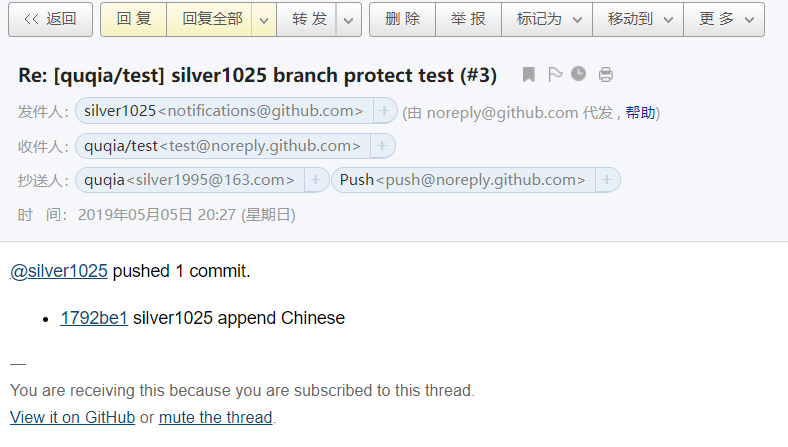 << 返回 回 复 回复全部 转 发 删 除 举 报 标记为 移动到 更 多
Re: [quqia/test] silver1025 branch protect test (#3)
发件人: silver1025<notifications@github.com> + (由 noreply@github.com 代发 , 帮助)
收件人: quqia/test<test@noreply.github.com> +
抄送人: quqia<silver1995@163.com> + Push<push@noreply.github.com> +
时 间: 2019年05月05日 20:27 (星期日)
@silver1025 pushed 1 commit.
• 1792be1 silver1025 append Chinese
—
You are receiving this because you are subscribed to this thread.
View it on GitHub or mute the thread.